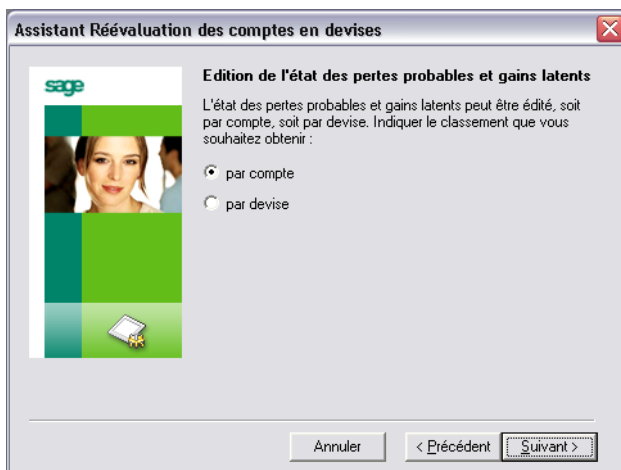 Assistant Réévaluation des comptes en devises
sage
Edition de l'état des pertes probables et gains latents
L'état des pertes probables et gains latents peut être édité, soit
par compte, soit par devise. Indiquer le classement que vous
souhaitez obtenir :
par compte
par devise
Annuler
< Précédent
Suivant >